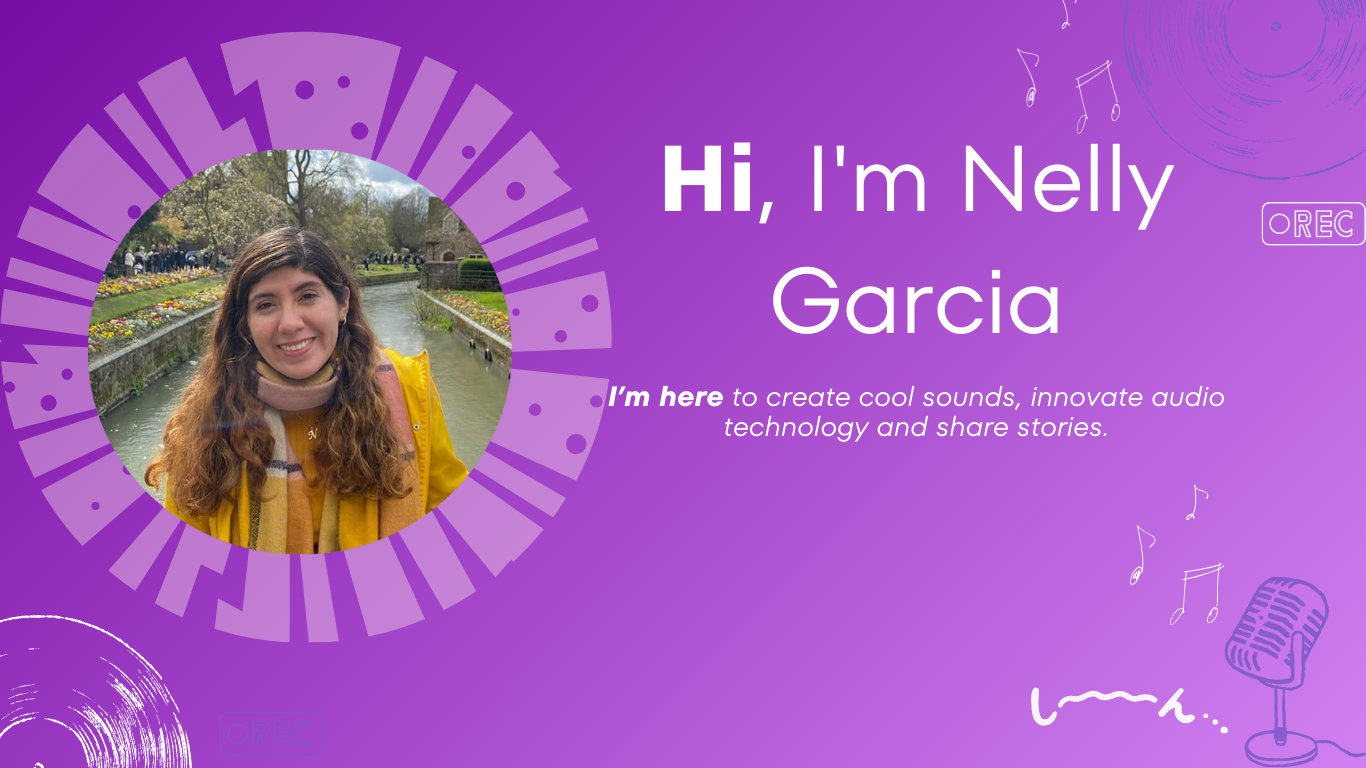 Hi, I'm Nelly
Garcia
REC
I'm here to create cool sounds, innovate audio
technology and share stories.
REC